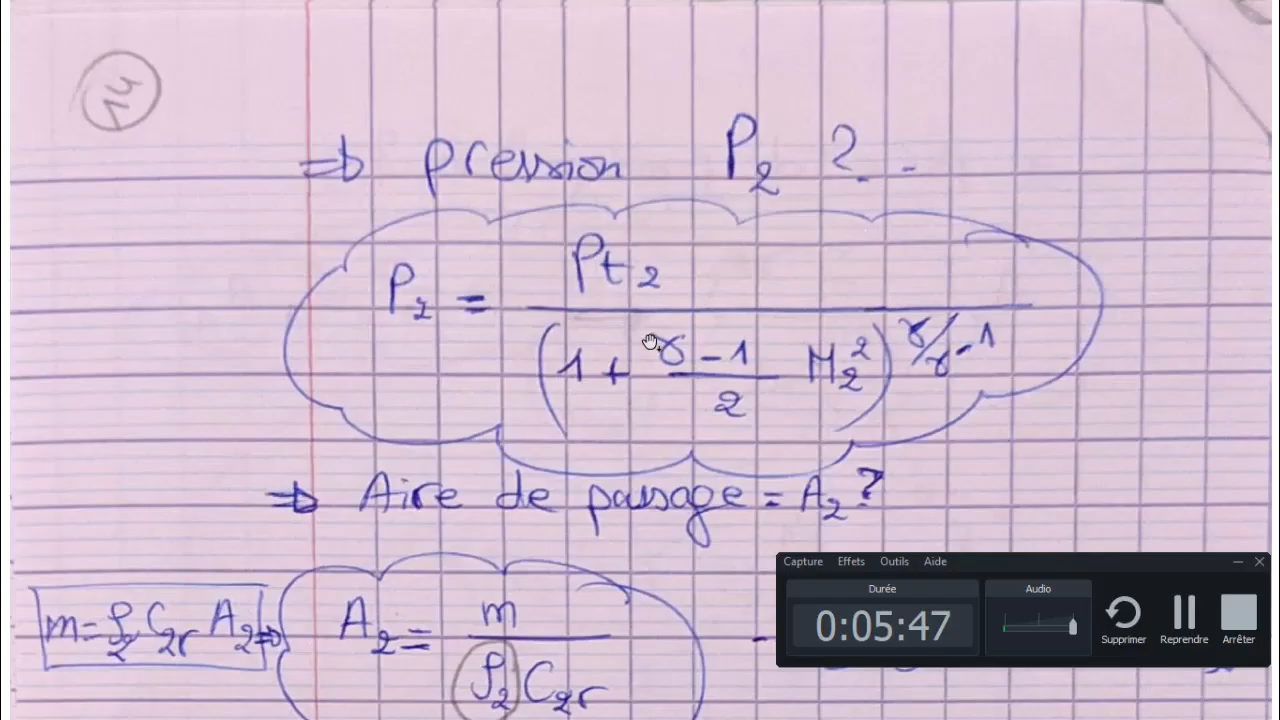 ⇒ pression P₂ ? .
P₂ = Pt₂ / (1 + γ - 1 / 2 M₂²)^γ/γ-1
⇒ Aire de passage = A₂ ?
m = ρ₂ C₂r A₂ ⇒ A₂ = m / ρ₂ C₂r
Capture Effets Outils Aide
Durée Audio
0:05:47
Supprimer Reprendre Arrêter